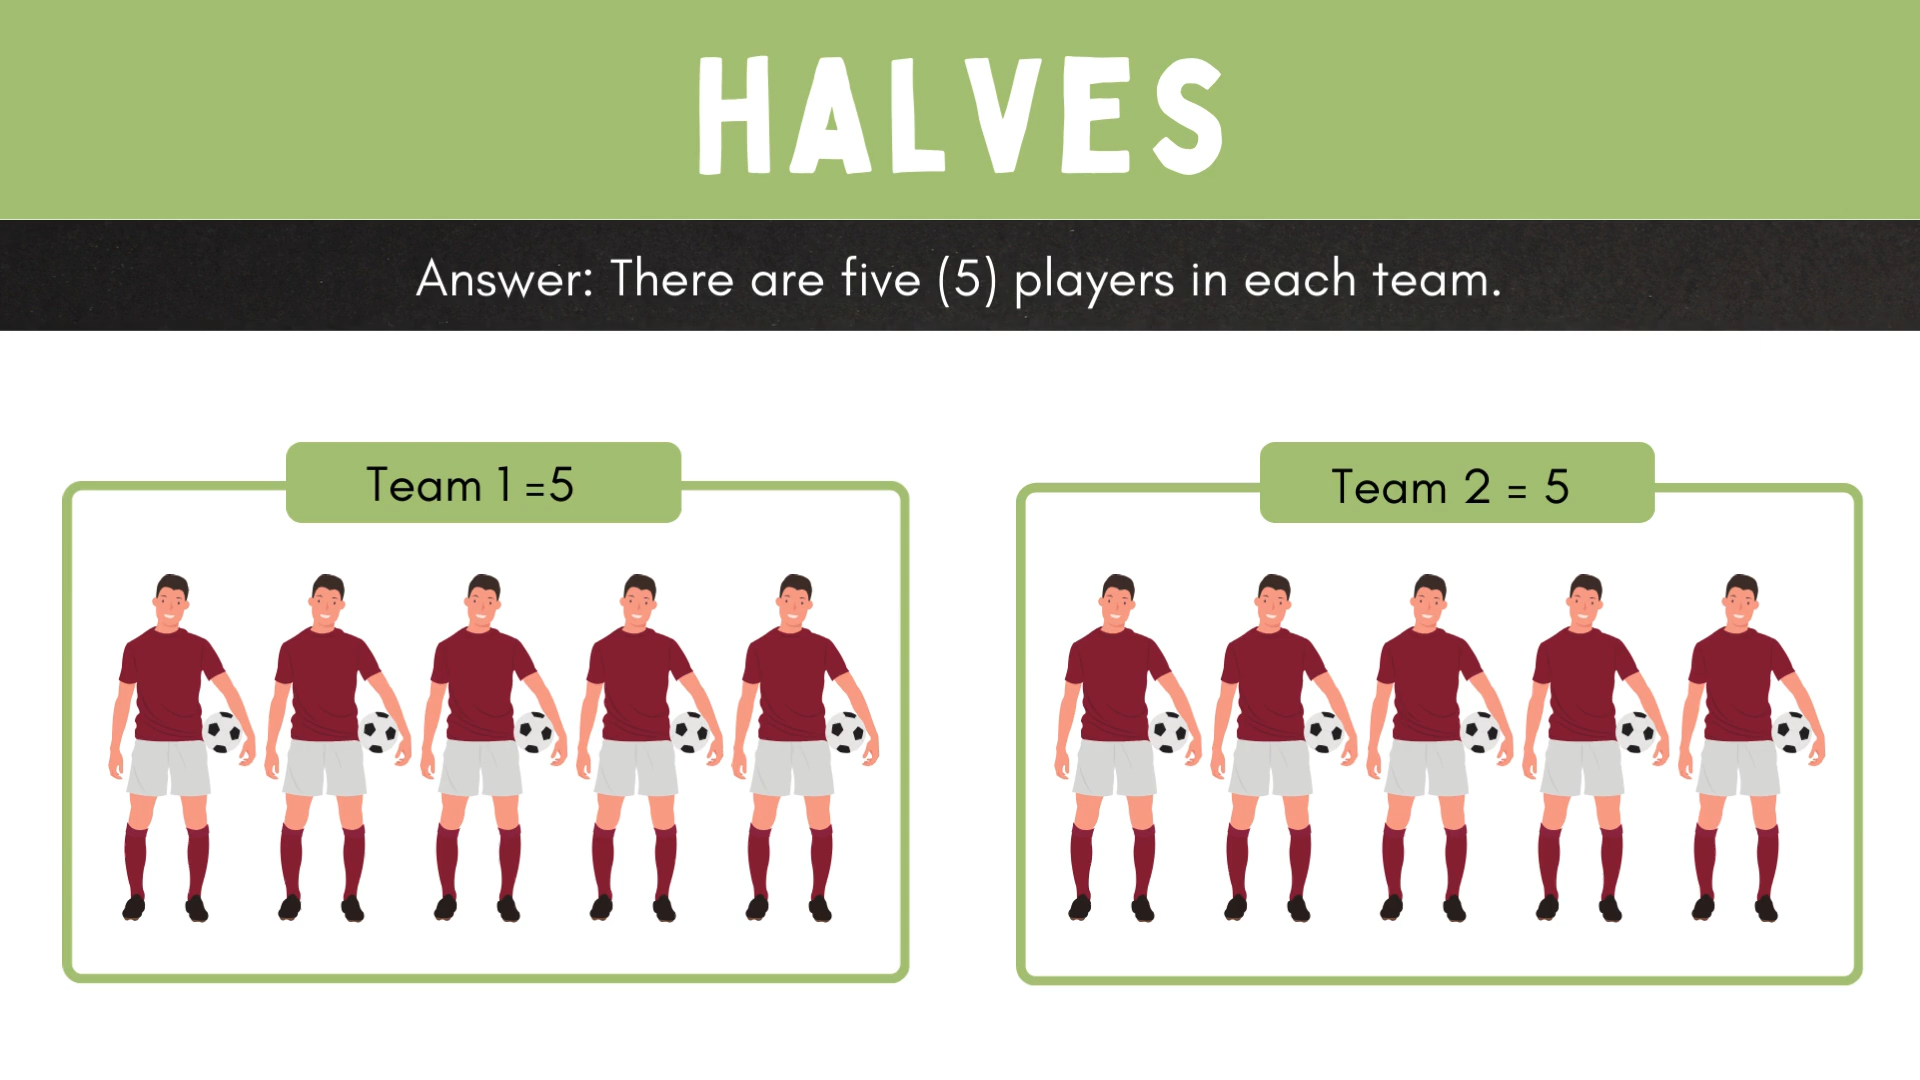 HALVES
Answer: There are five (5) players in each team.
Team 1 =5
Team 2 = 5